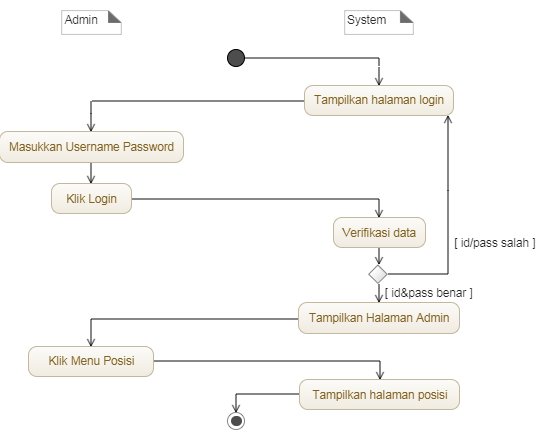 Admin
System
Tampilkan halaman login
Masukkan Username Password
Klik Login
Verifikasi data
[ id/pass salah ]
[ id&pass benar ]
Tampilkan Halaman Admin
Klik Menu Posisi
Tampilkan halaman posisi